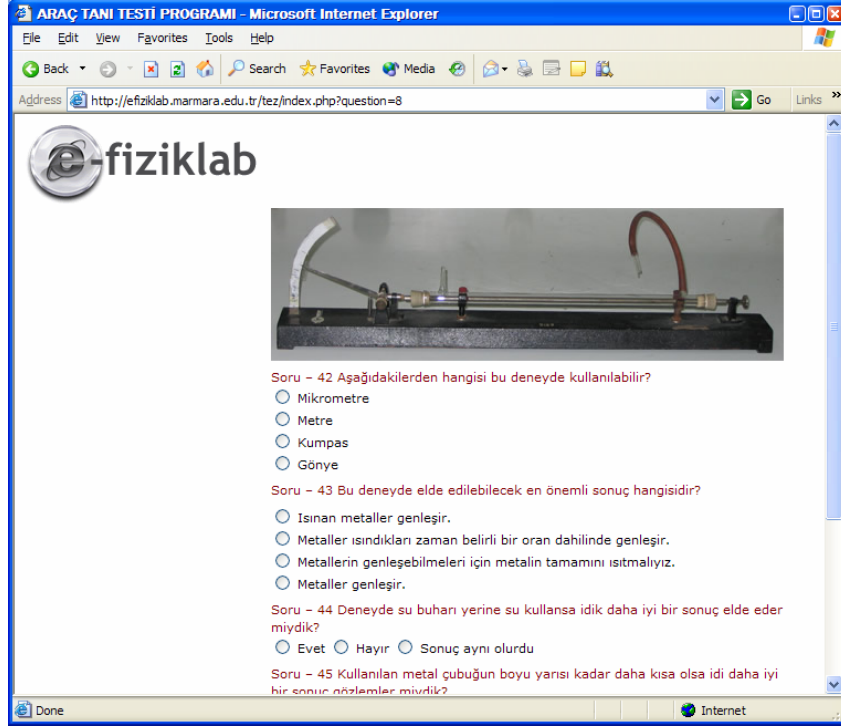 ARAÇ TANI TESTİ PROGRAMI - Microsoft Internet Explorer
File Edit View Favorites Tools Help
Back Search Favorites Media
Address http://efiziklab.marmara.edu.tr/tez/index.php?question=8 Go Links »
e-fiziklab
Soru – 42 Aşağıdakilerden hangisi bu deneyde kullanılabilir?
Mikrometre
Metre
Kumpas
Gönye
Soru – 43 Bu deneyde elde edilebilecek en önemli sonuç hangisidir?
Isınan metaller genleşir.
Metaller ısındıkları zaman belirli bir oran dahilinde genleşir.
Metallerin genleşebilmeleri için metalin tamamını ısıtmalıyız.
Metaller genleşir.
Soru – 44 Deneyde su buharı yerine su kullansa idik daha iyi bir sonuç elde eder
miydik?
Evet Hayır Sonuç aynı olurdu
Soru – 45 Kullanılan metal çubuğun boyu yarısı kadar daha kısa olsa idi daha iyi
bir sonuç gözlemler miydik?
Done Internet